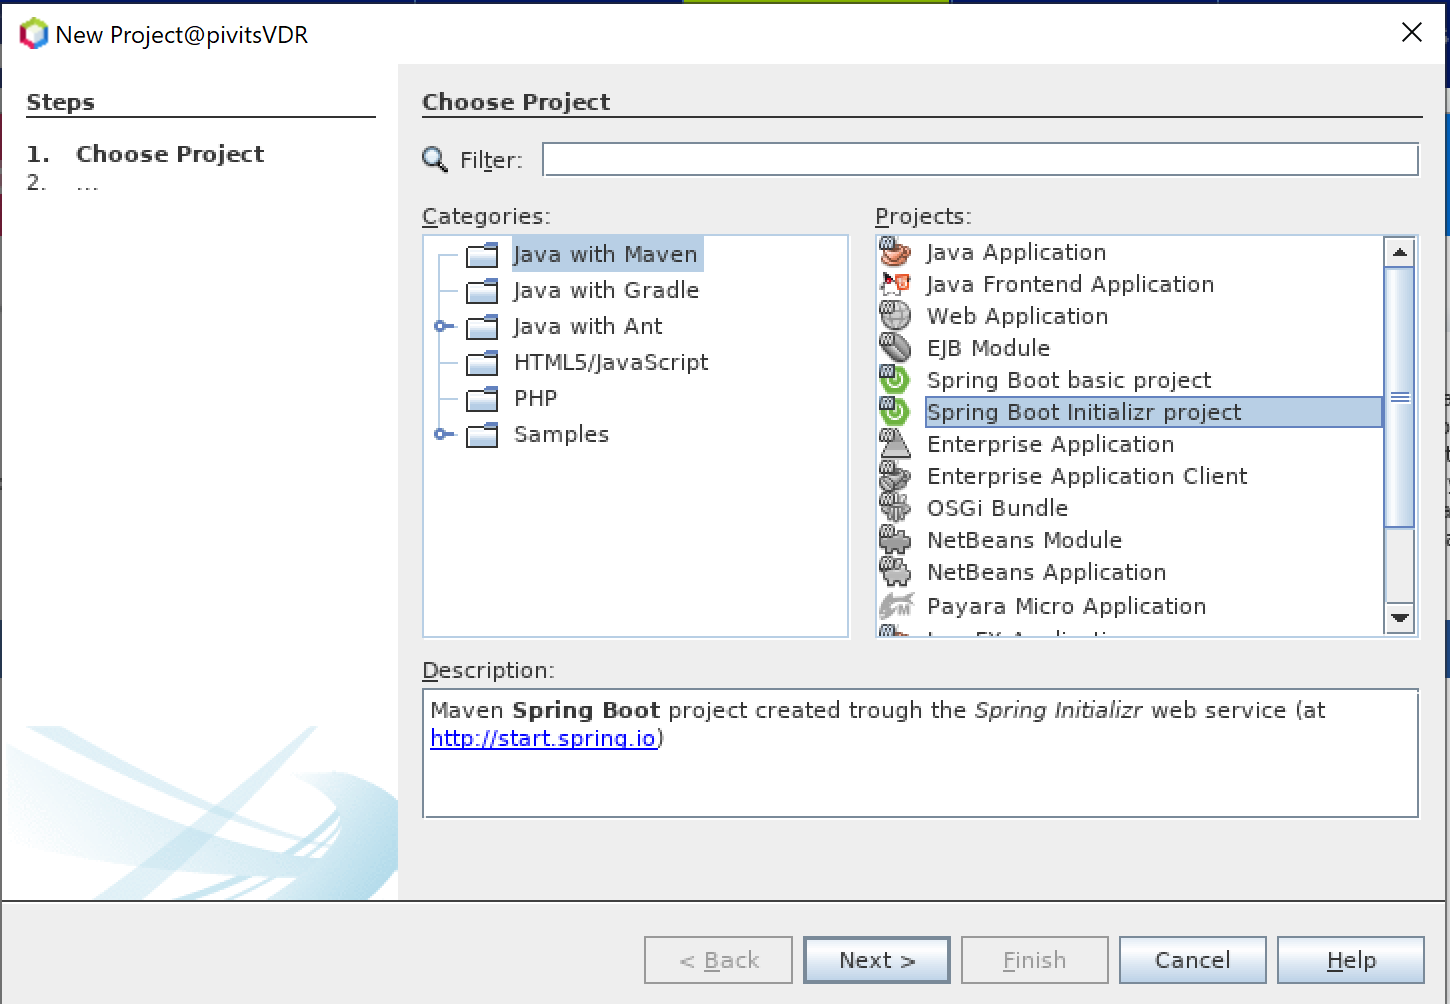 New Project@pivitsVDR
Steps
1. Choose Project
2. ...
Choose Project
Filter:
Categories:
Java with Maven
Java with Gradle
Java with Ant
HTML5/JavaScript
PHP
Samples
Projects:
Java Application
Java Frontend Application
Web Application
EJB Module
Spring Boot basic project
Spring Boot Initializr project
Enterprise Application
Enterprise Application Client
OSGi Bundle
NetBeans Module
NetBeans Application
Payara Micro Application
Description:
Maven Spring Boot project created trough the Spring Initializr web service (at
http://start.spring.io)
< Back
Next >
Finish
Cancel
Help